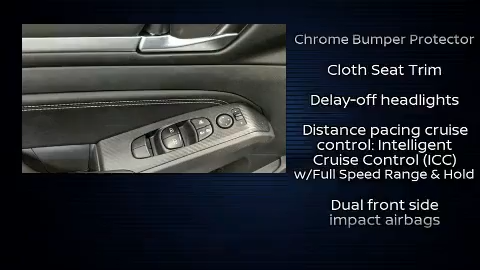 Chrome Bumper Protector
Cloth Seat Trim
Delay-off headlights
Distance pacing cruise
control: Intelligent
Cruise Control (ICC)
w/Full Speed Range & Hold
Dual front side
impact airbags